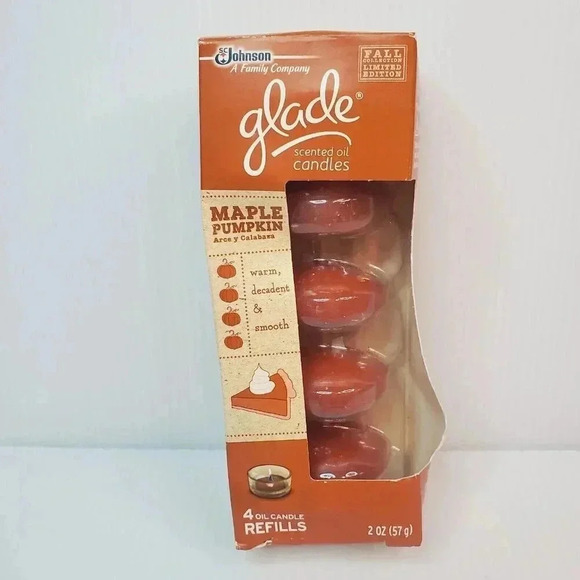 SC Johnson
A Family Company
FALL
COLLECTION
LIMITED
EDITION
glade®
scented oil
candles
MAPLE
PUMPKIN
Arce y Calabaza
warm,
decadent
&
smooth
4 OIL CANDLE
REFILLS
2 OZ (57 g)